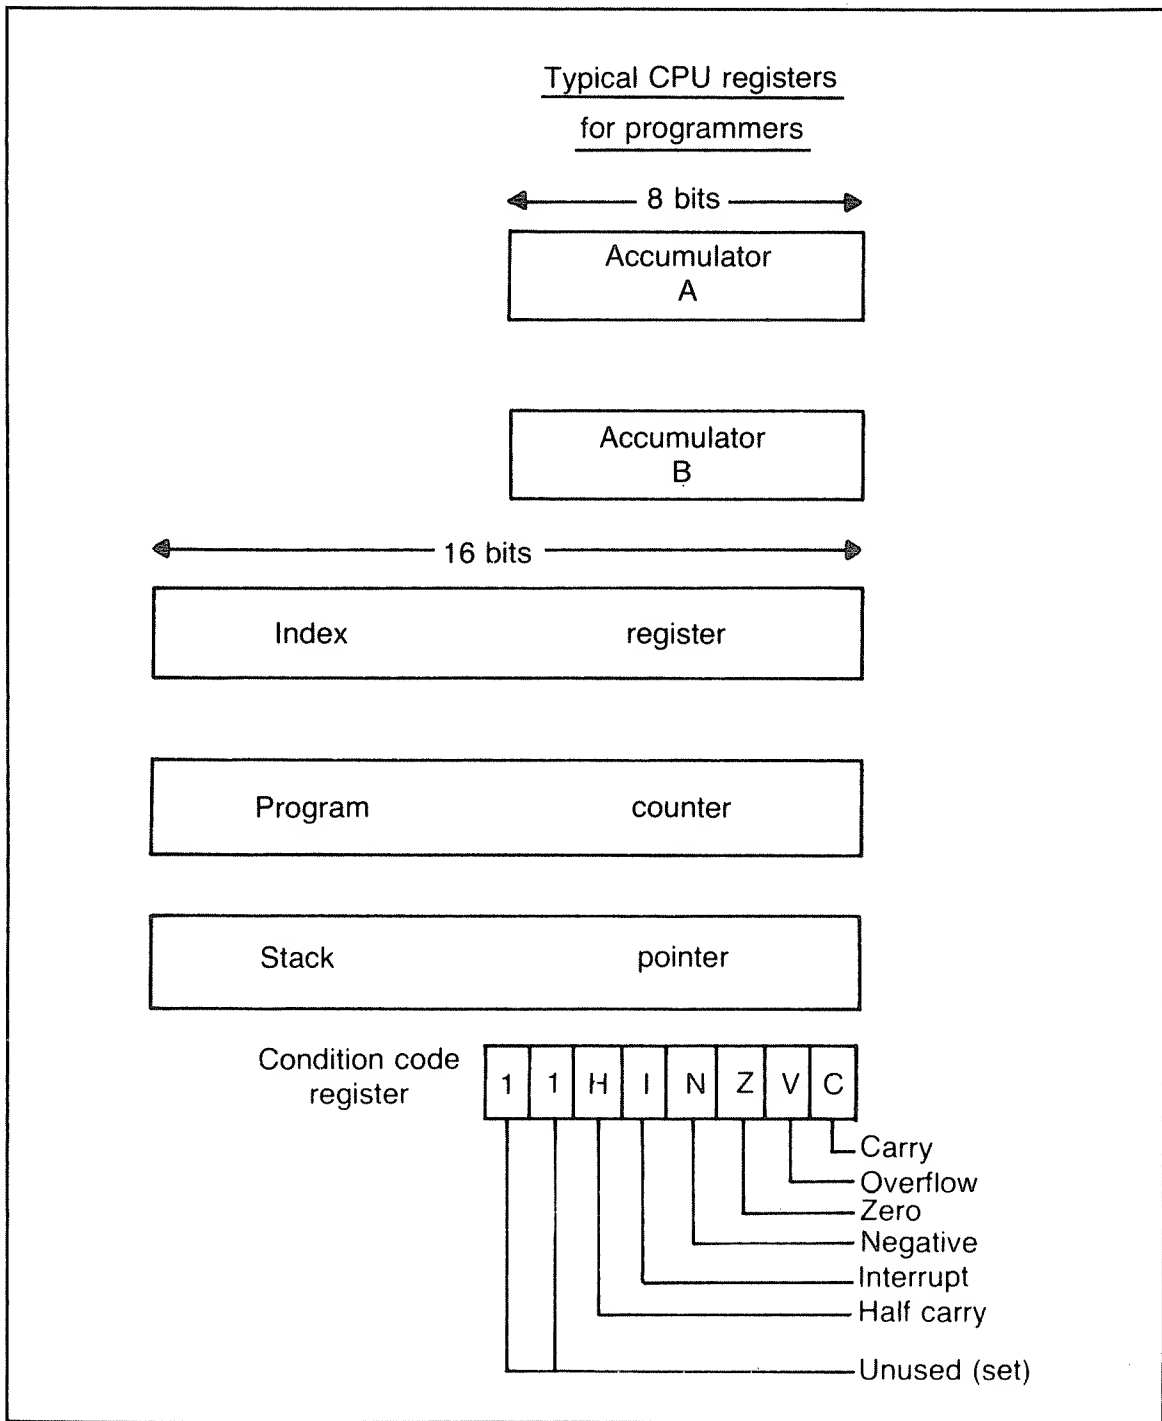 Typical CPU registers
for programmers
8 bits
Accumulator
A
Accumulator
B
16 bits
Index register
Program counter
Stack pointer
Condition code
register
1 1 H I N Z V C
Carry
Overflow
Zero
Negative
Interrupt
Half carry
Unused (set)